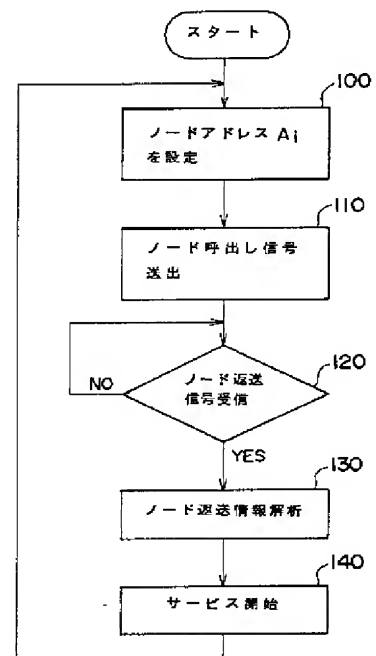 スタート
100
ノードアドレス Ai
を設定
110
ノード呼出し信号
送出
120
ノード返送
信号受信
NO
YES
130
ノード返送情報解析
140
サービス開始